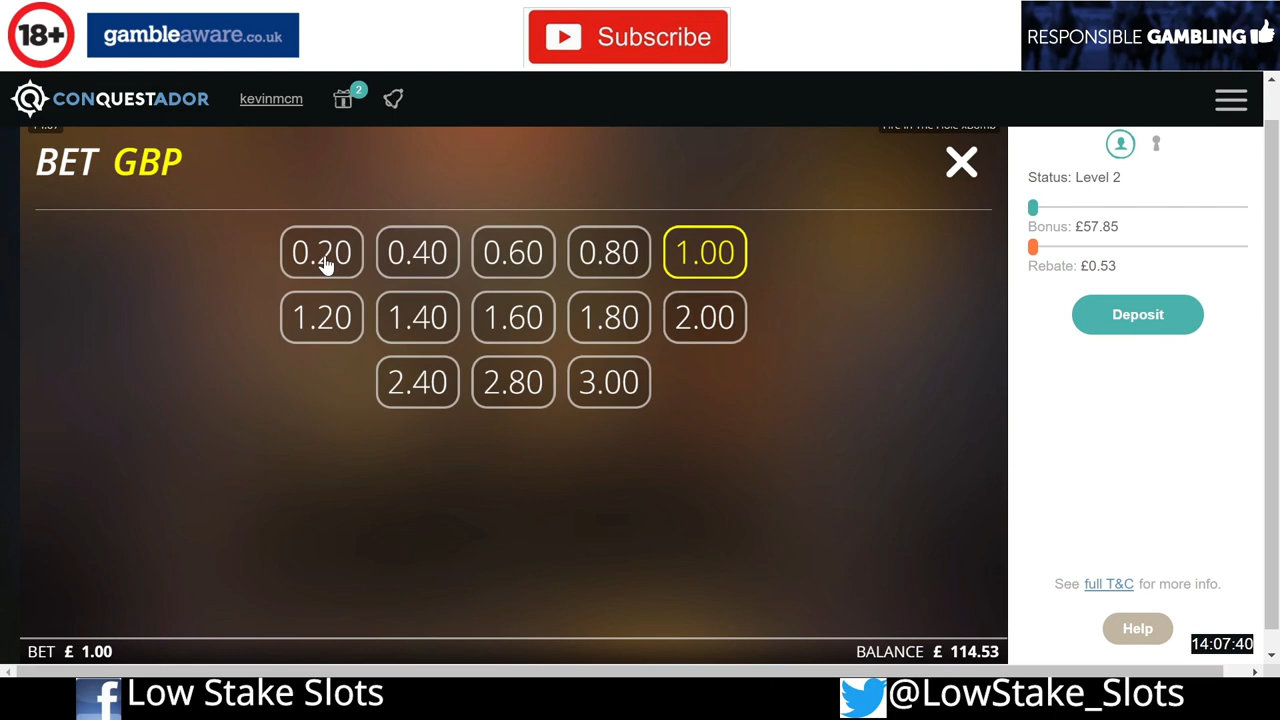 18+
gambleaware.co.uk
Subscribe
RESPONSIBLE GAMBLING
CONQUESTADOR
kevinmcm
2
BET GBP
0.20 0.40 0.60 0.80 1.00
1.20 1.40 1.60 1.80 2.00
2.40 2.80 3.00
BET £ 1.00
BALANCE £ 114.53
Status: Level 2
Bonus: £57.85
Rebate: £0.53
Deposit
See full T&C for more info.
Help
14:07:40
f Low Stake Slots
@LowStake_Slots